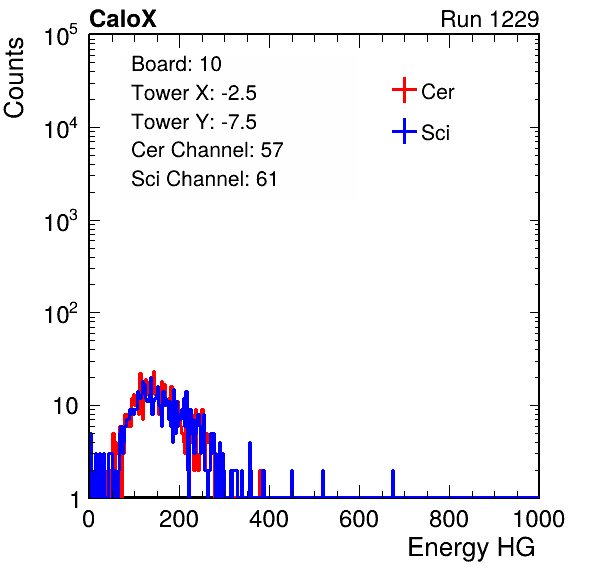 CaloX Run 1229
Counts
10^5
10^4
10^3
10^2
10
1
Board: 10
Tower X: -2.5
Tower Y: -7.5
Cer Channel: 57
Sci Channel: 61
Cer
Sci
0 200 400 600 800 1000
Energy HG